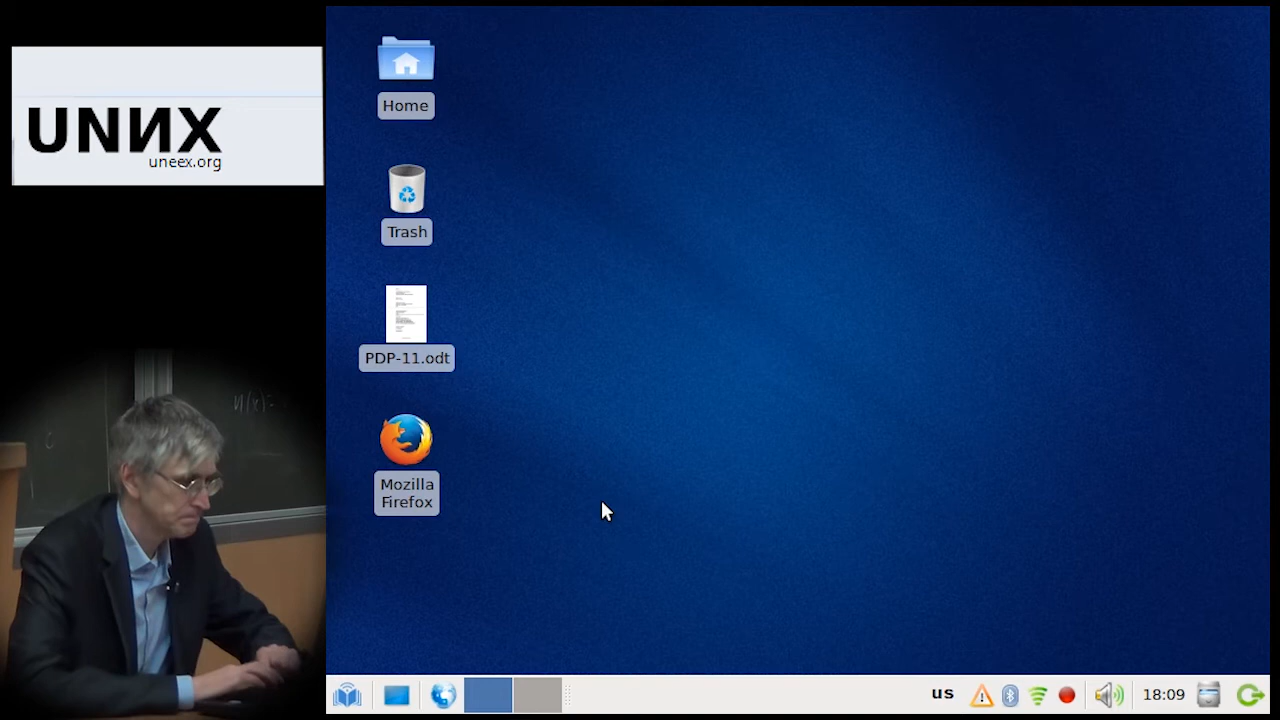 UNИX
uneex.org
Home
Trash
PDP-11.odt
Mozilla
Firefox
us
18:09